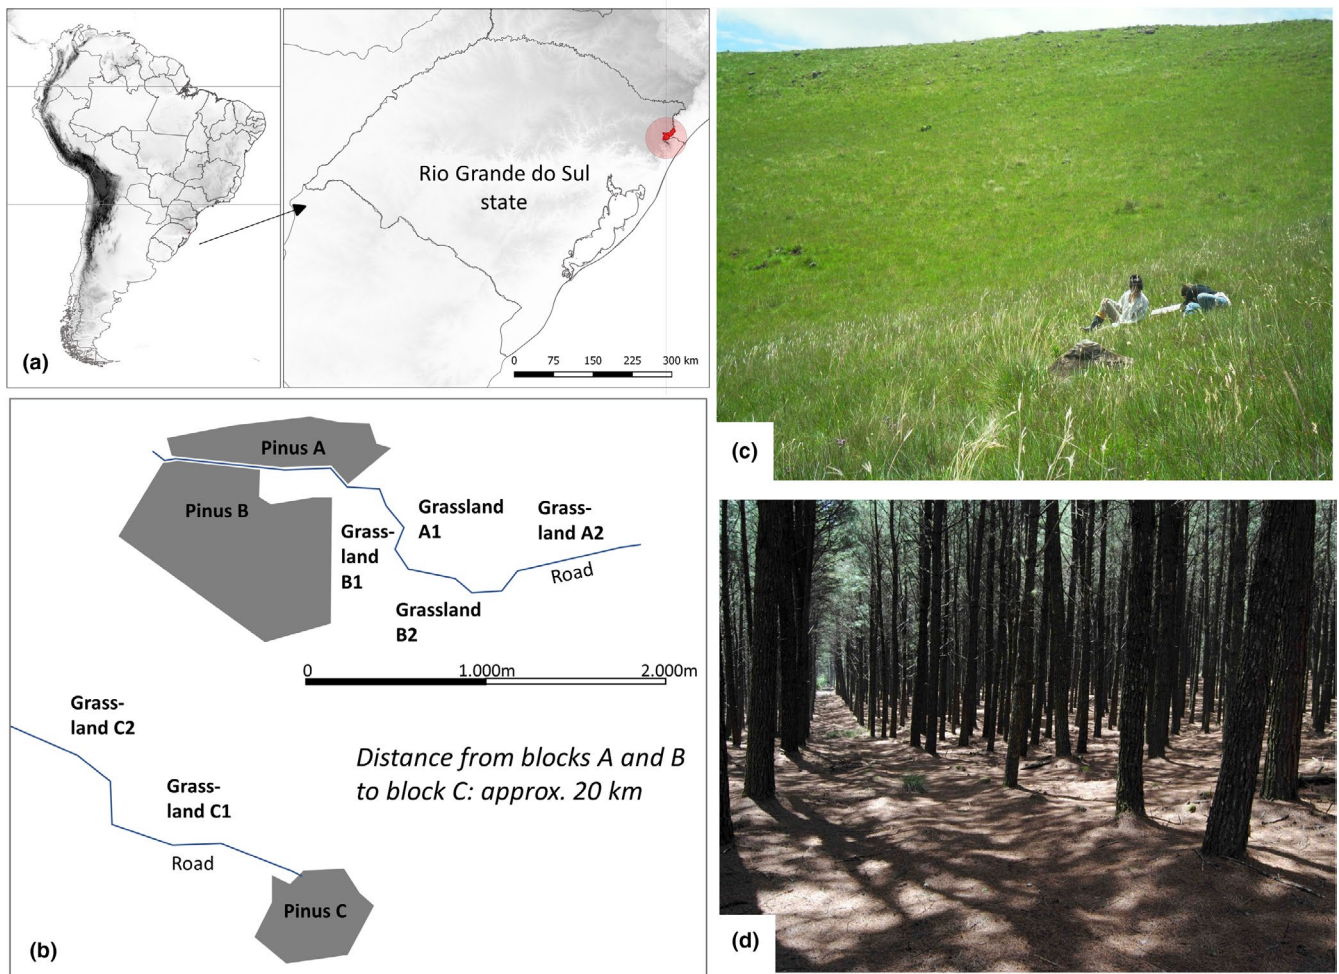 (a)
Rio Grande do Sul
state
0 75 150 225 300 km
(b)
Pinus A
Pinus B
Grass-
land
B1
Grassland
A1
Grass-
land A2
Road
Grassland
B2
0 1.000m 2.000m
Grass-
land C2
Distance from blocks A and B
to block C: approx. 20 km
Grass-
land C1
Road
Pinus C
(c)
(d)